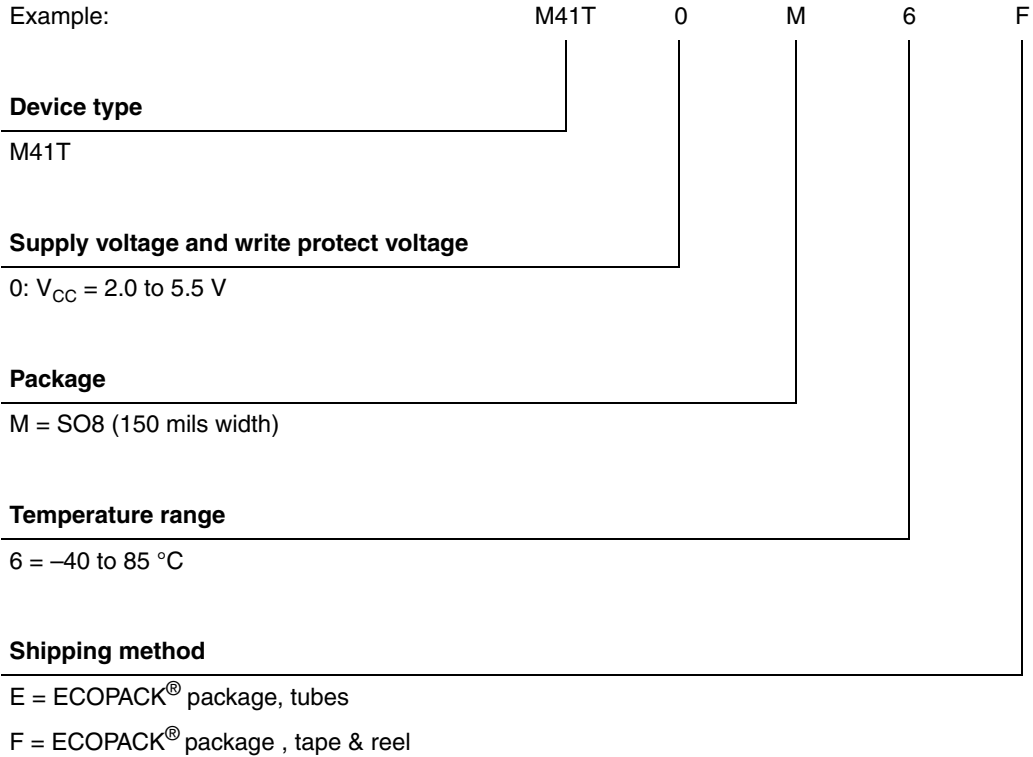 Example: M41T 0 M 6 F
Device type
M41T
Supply voltage and write protect voltage
0: VCC = 2.0 to 5.5 V
Package
M = SO8 (150 mils width)
Temperature range
6 = –40 to 85 °C
Shipping method
E = ECOPACK® package, tubes
F = ECOPACK® package , tape & reel